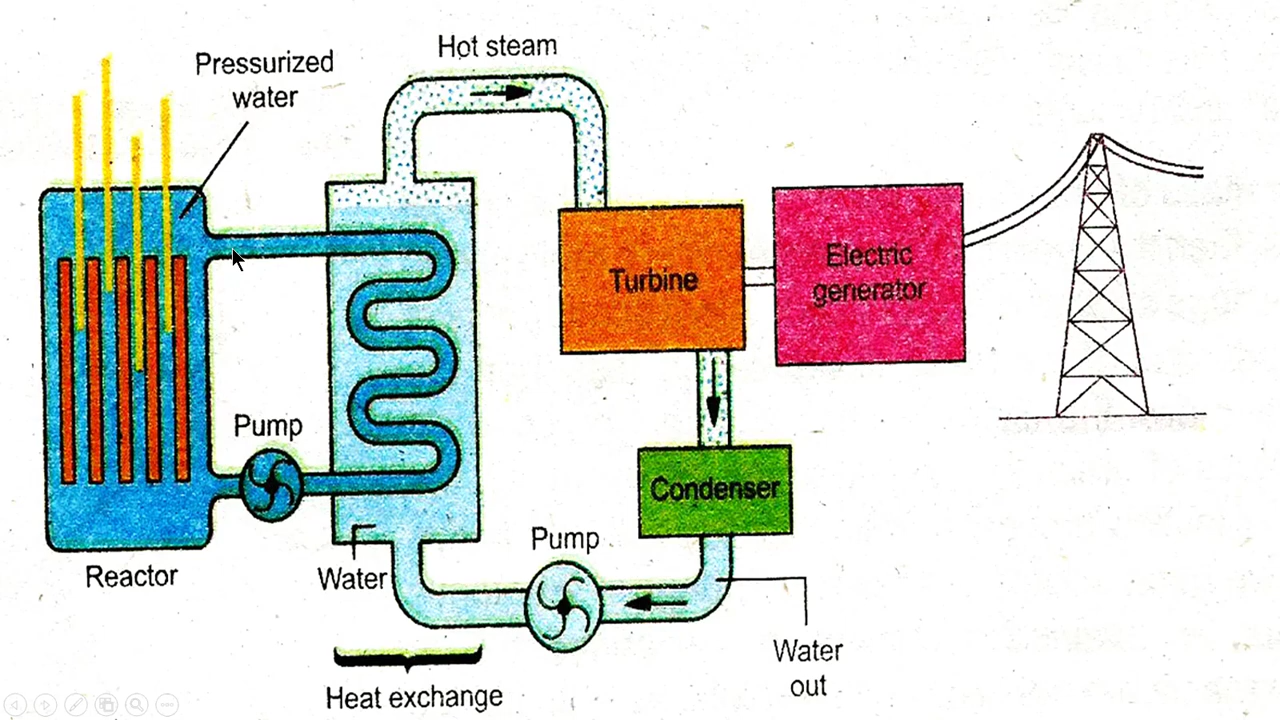 Hot steam
Pressurized
water
Turbine
Electric
generator
Pump
Condenser
Pump
Reactor
Water
Water
out
Heat exchange